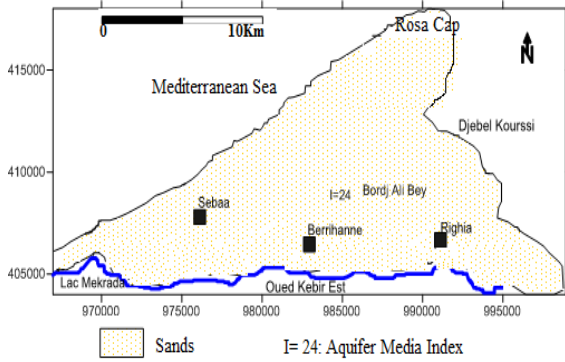 0 10Km
Rosa Cap
N
415000
Mediterranean Sea
Djebel Koursi
410000
I=24 Bordj Ali Bey
Sebaa
Berrihanne
Righia
405000
Lac Mekrada
Oued Kebir Est
970000 975000 980000 985000 990000 995000
Sands
I= 24: Aquifer Media Index